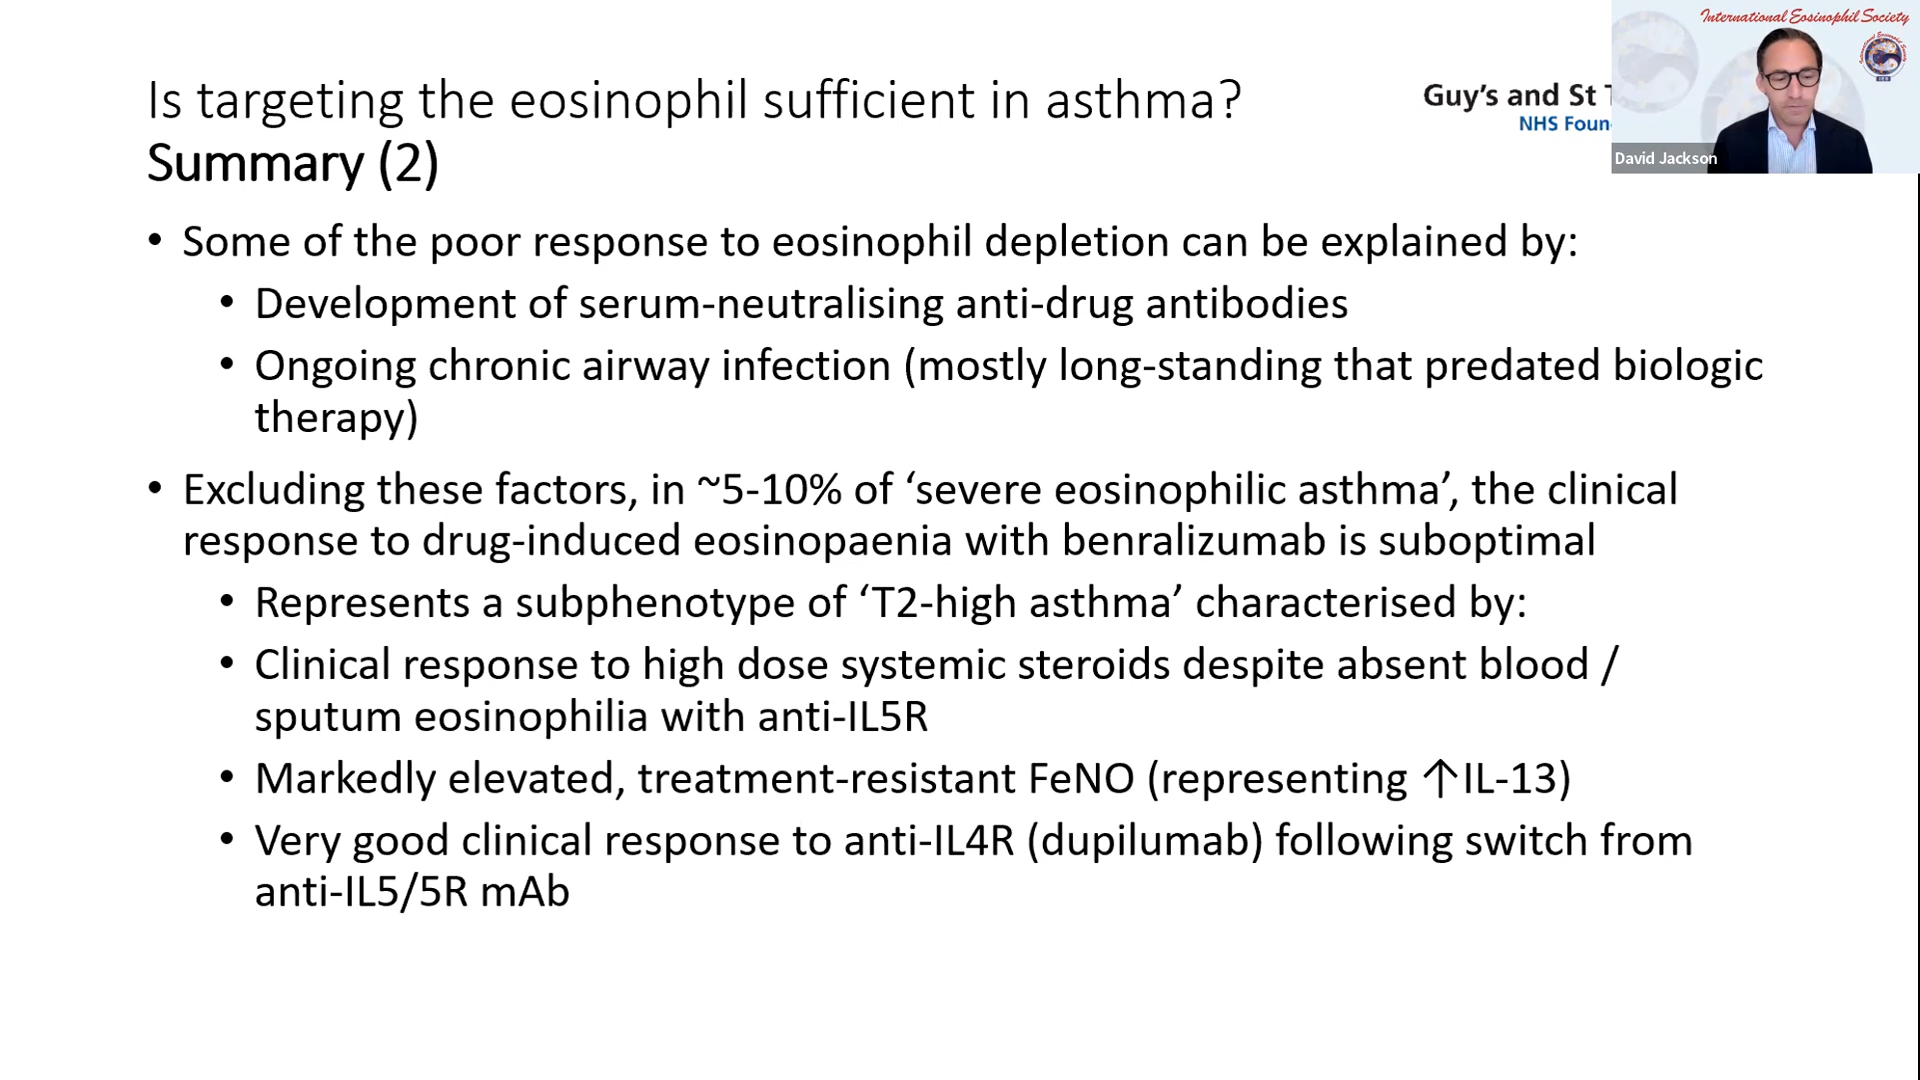 International Eosinophil Society
Is targeting the eosinophil sufficient in asthma?
Summary (2)
Guy's and St
NHS Foun
David Jackson
• Some of the poor response to eosinophil depletion can be explained by:
• Development of serum-neutralising anti-drug antibodies
• Ongoing chronic airway infection (mostly long-standing that predated biologic
therapy)
• Excluding these factors, in ~5-10% of ‘severe eosinophilic asthma’, the clinical
response to drug-induced eosinopaenia with benralizumab is suboptimal
• Represents a subphenotype of ‘T2-high asthma’ characterised by:
• Clinical response to high dose systemic steroids despite absent blood /
sputum eosinophilia with anti-IL5R
• Markedly elevated, treatment-resistant FeNO (representing ↑IL-13)
• Very good clinical response to anti-IL4R (dupilumab) following switch from
anti-IL5/5R mAb